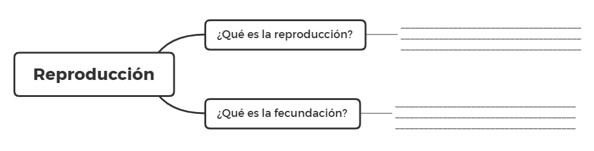 ¿Qué es la reproducción?
Reproducción
¿Qué es la fecundación?